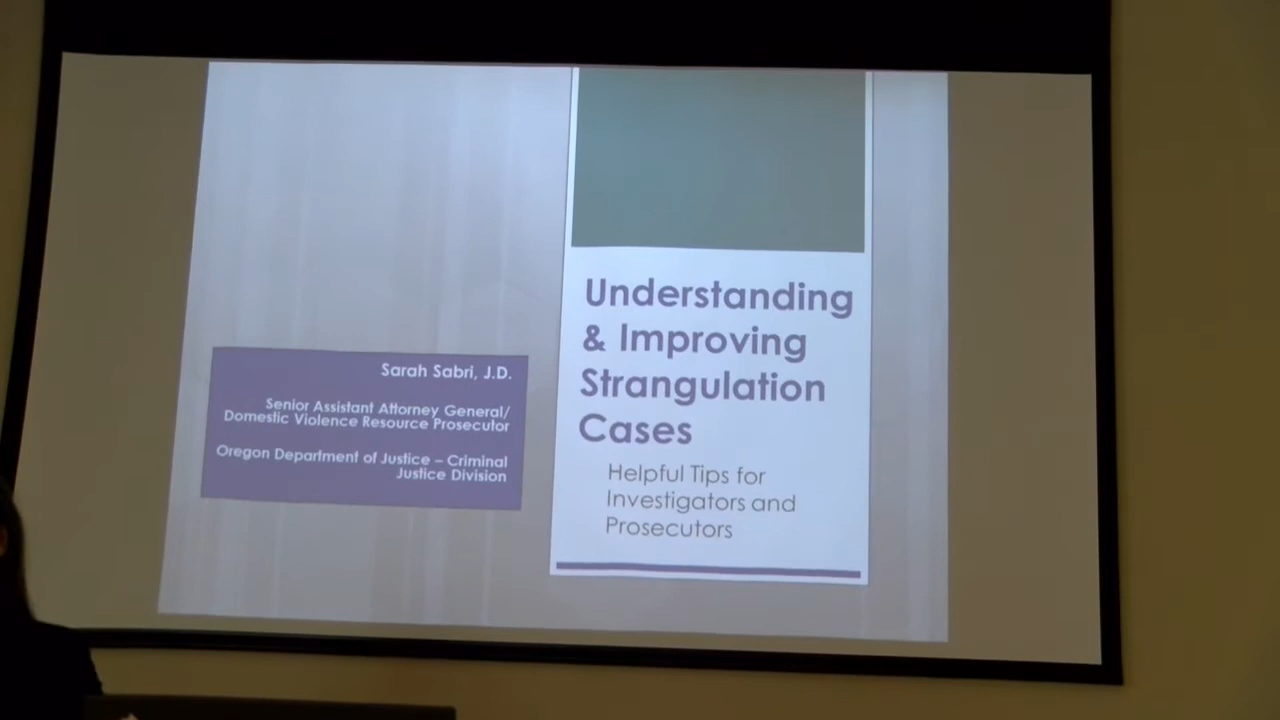 Sarah Sabri, J.D.
Senior Assistant Attorney General/
Domestic Violence Resource Prosecutor
Oregon Department of Justice – Criminal
Justice Division
Understanding
& Improving
Strangulation
Cases
Helpful Tips for
Investigators and
Prosecutors